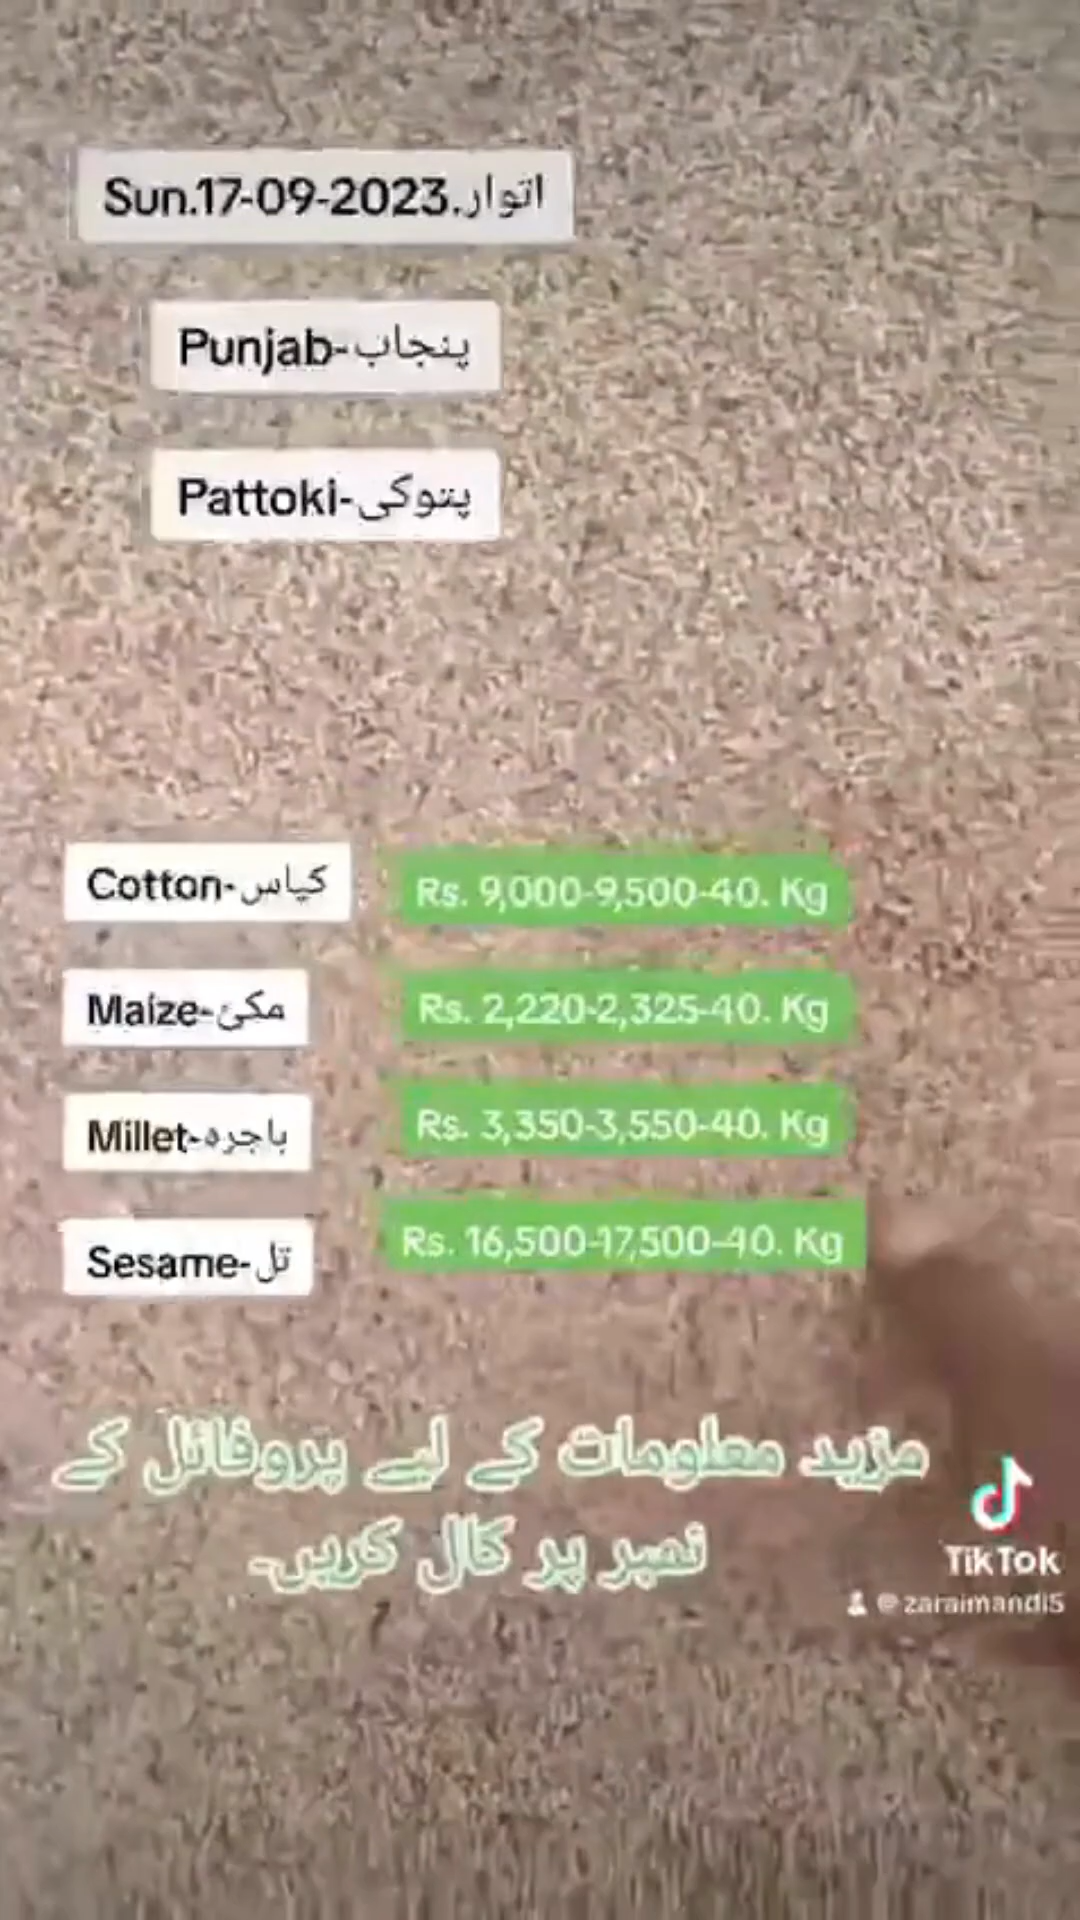 Sun.17-09-2023.اتوار
Punjab-پنجاب
Pattoki-پتوکی
Cotton-کپاس
Rs. 9,000-9,500-40. Kg
Maize-مکئ
Rs. 2,220-2,325-40. Kg
Millet-باجرہ
Rs. 3,350-3,550-40. Kg
Sesame-تل
Rs. 16,500-17,500-40. Kg
مزید معلومات کے لیے پروفائل کے
نمبر پر کال کریں۔
TikTok
@zaraimandi5